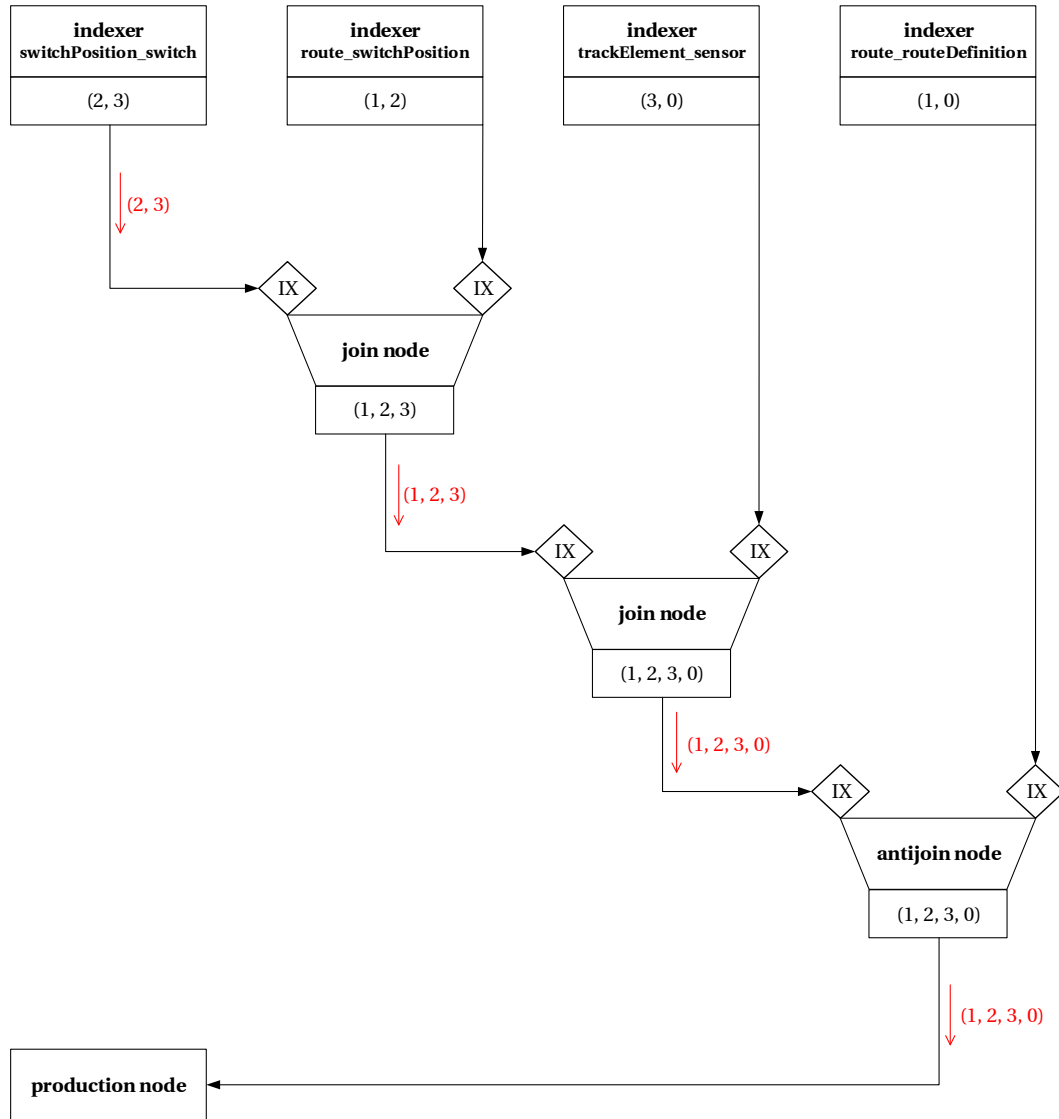 indexer
switchPosition_switch
(2, 3)
indexer
route_switchPosition
(1, 2)
indexer
trackElement_sensor
(3, 0)
indexer
route_routeDefinition
(1, 0)
(2, 3)
IX
IX
join node
(1, 2, 3)
(1, 2, 3)
IX
IX
join node
(1, 2, 3, 0)
(1, 2, 3, 0)
IX
IX
antijoin node
(1, 2, 3, 0)
(1, 2, 3, 0)
production node